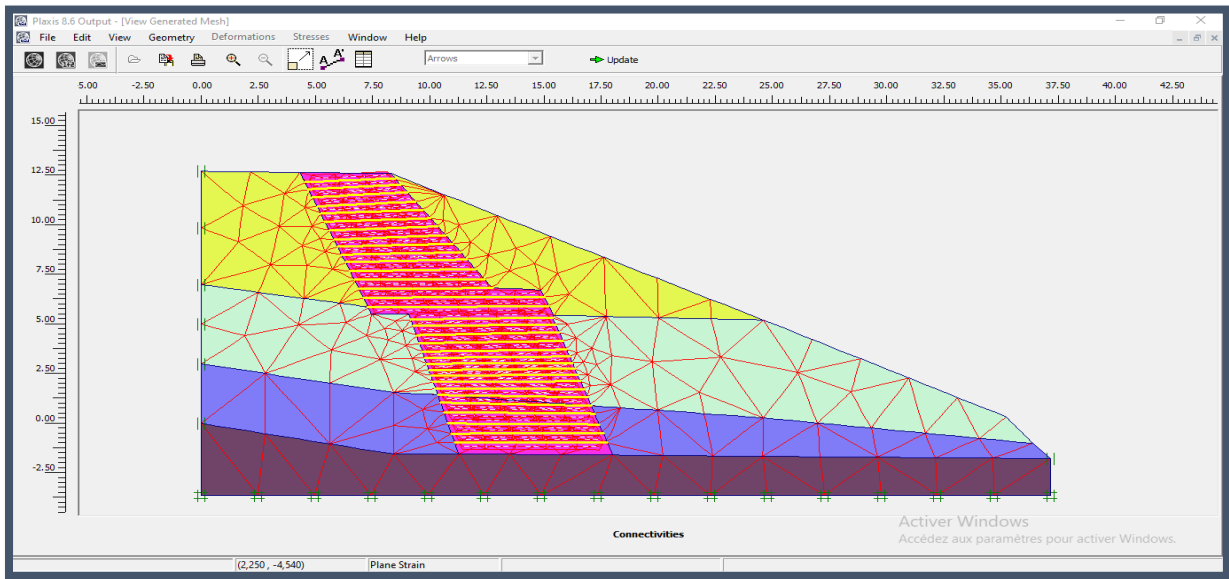 Plaxis 8.6 Output - [View Generated Mesh]
File Edit View Geometry Deformations Stresses Window Help
Arrows Update
5.00 -2.50 0.00 2.50 5.00 7.50 10.00 12.50 15.00 17.50 20.00 22.50 25.00 27.50 30.00 32.50 35.00 37.50 40.00 42.50
15.00
12.50
10.00
7.50
5.00
2.50
0.00
-2.50
Connectivities
Activer Windows
Accédez aux paramètres pour activer Windows.
(2,250 , -4,540) Plane Strain